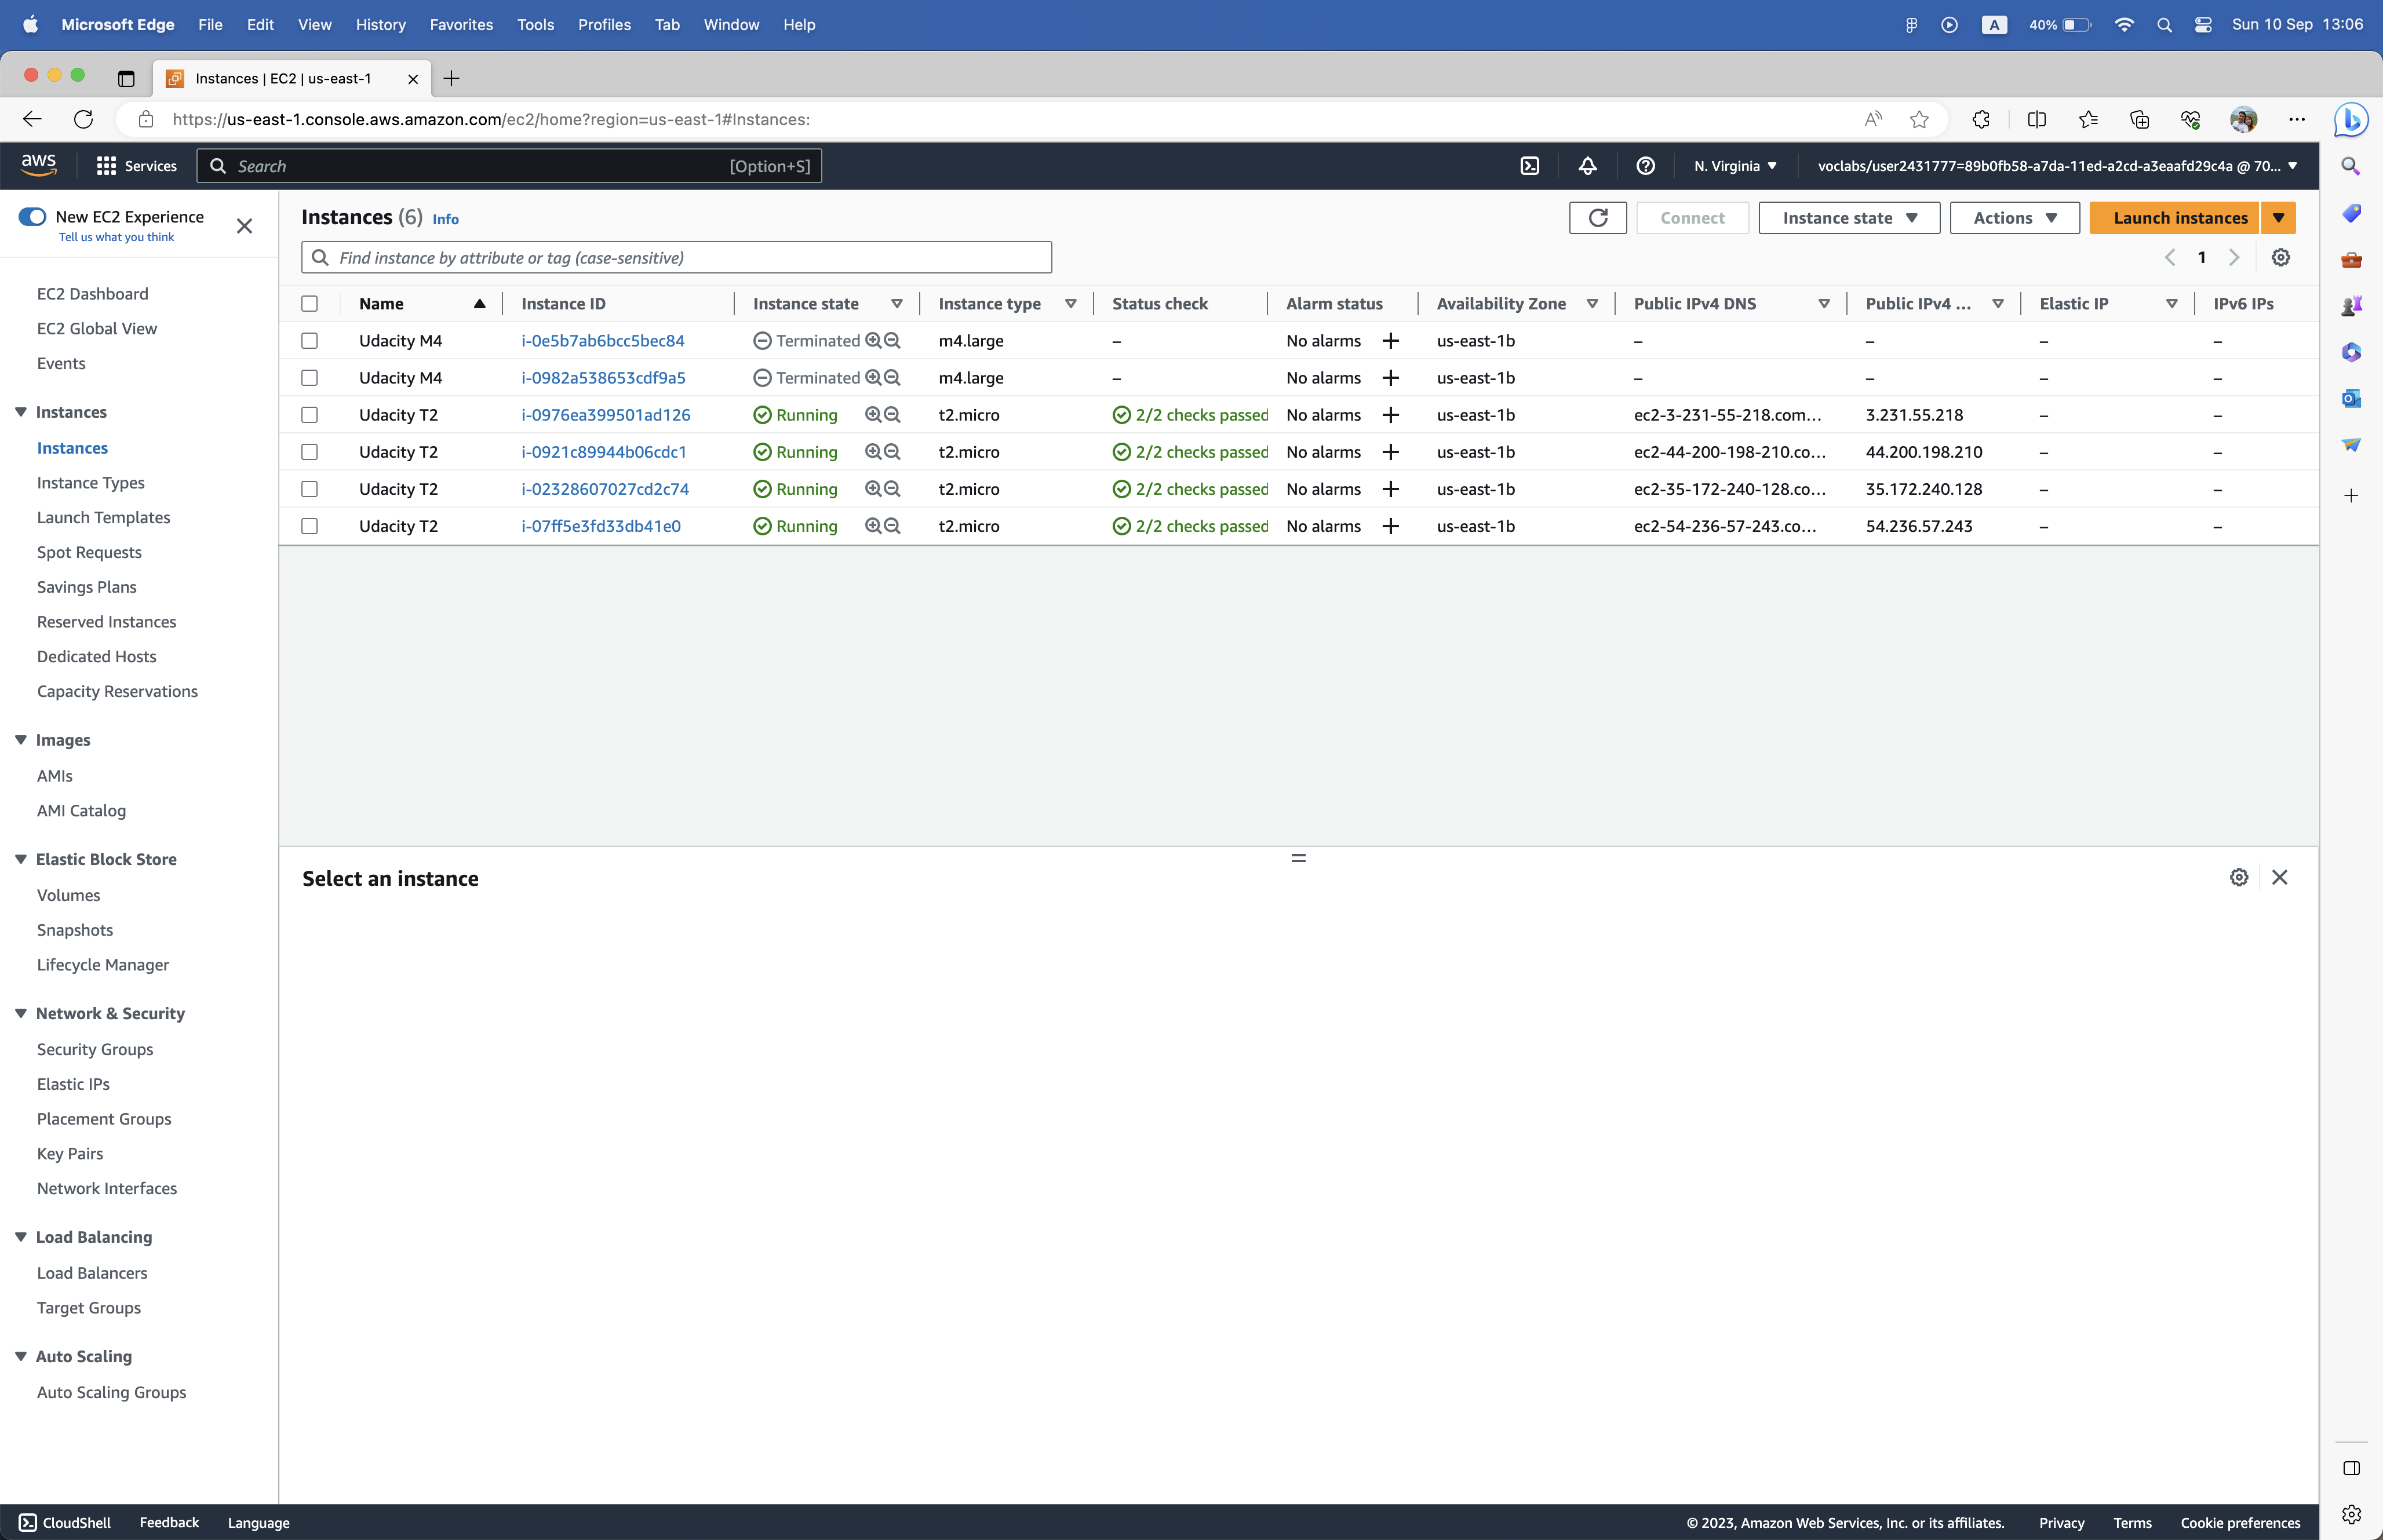 Microsoft Edge File Edit View History Favorites Tools Profiles Tab Window Help A 40% Sun 10 Sep 13:06
Instances | EC2 | us-east-1
https://us-east-1.console.aws.amazon.com/ec2/home?region=us-east-1#Instances:
aws Services Search [Option+S] N. Virginia voclabs/user2431777=89b0fb58-a7da-11ed-a2cd-a3eaafd29c4a @ 70...
New EC2 Experience
Tell us what you think
EC2 Dashboard
EC2 Global View
Events
Instances
Instances
Instance Types
Launch Templates
Spot Requests
Savings Plans
Reserved Instances
Dedicated Hosts
Capacity Reservations
Images
AMIs
AMI Catalog
Elastic Block Store
Volumes
Snapshots
Lifecycle Manager
Network & Security
Security Groups
Elastic IPs
Placement Groups
Key Pairs
Network Interfaces
Load Balancing
Load Balancers
Target Groups
Auto Scaling
Auto Scaling Groups
Instances (6) Info Connect Instance state Actions Launch instances
Find instance by attribute or tag (case-sensitive) 1
Name Instance ID Instance state Instance type Status check Alarm status Availability Zone Public IPv4 DNS Public IPv4 ... Elastic IP IPv6 IPs
Udacity M4 i-0e5b7ab6bcc5bec84 Terminated m4.large – No alarms + us-east-1b – – – –
Udacity M4 i-0982a538653cdf9a5 Terminated m4.large – No alarms + us-east-1b – – – –
Udacity T2 i-0976ea399501ad126 Running t2.micro 2/2 checks passed No alarms + us-east-1b ec2-3-231-55-218.com... 3.231.55.218 – –
Udacity T2 i-0921c89944b06cdc1 Running t2.micro 2/2 checks passed No alarms + us-east-1b ec2-44-200-198-210.co... 44.200.198.210 – –
Udacity T2 i-02328607027cd2c74 Running t2.micro 2/2 checks passed No alarms + us-east-1b ec2-35-172-240-128.co... 35.172.240.128 – –
Udacity T2 i-07ff5e3fd33db41e0 Running t2.micro 2/2 checks passed No alarms + us-east-1b ec2-54-236-57-243.co... 54.236.57.243 – –
Select an instance
CloudShell Feedback Language © 2023, Amazon Web Services, Inc. or its affiliates. Privacy Terms Cookie preferences